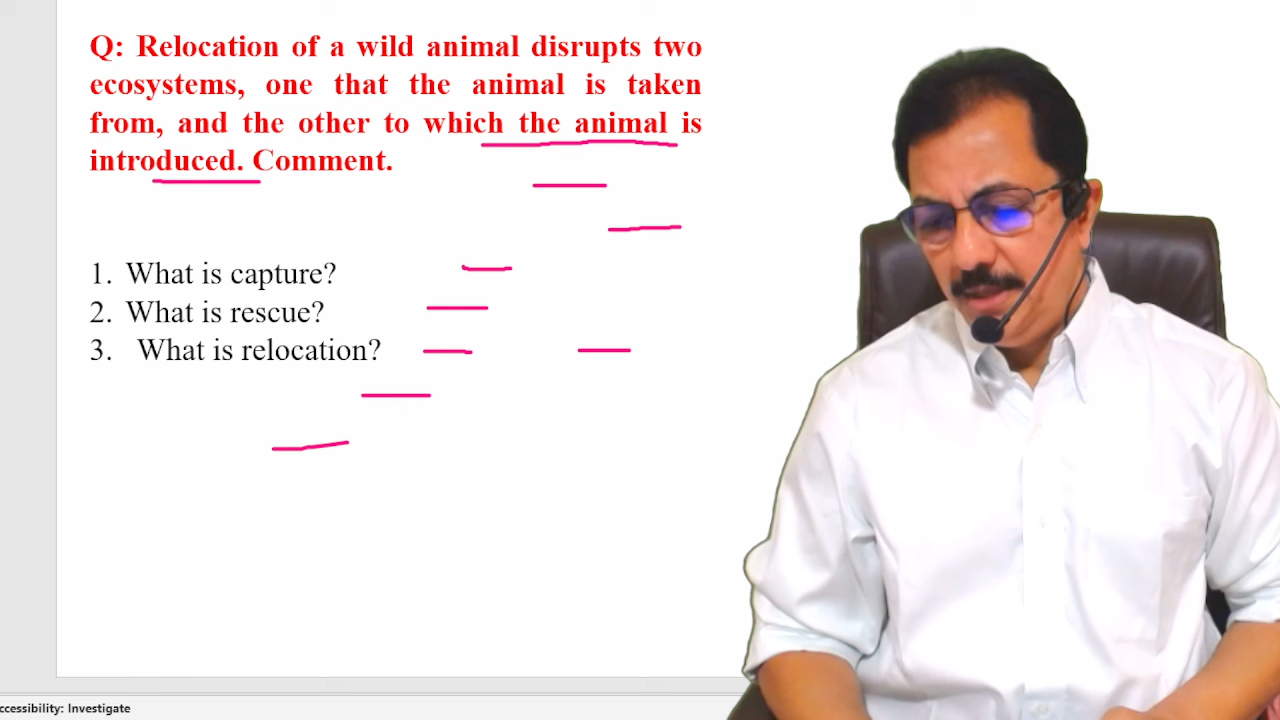 Q: Relocation of a wild animal disrupts two
ecosystems, one that the animal is taken
from, and the other to which the animal is
introduced. Comment.
1. What is capture?
2. What is rescue?
3. What is relocation?
ccessibility: Investigate